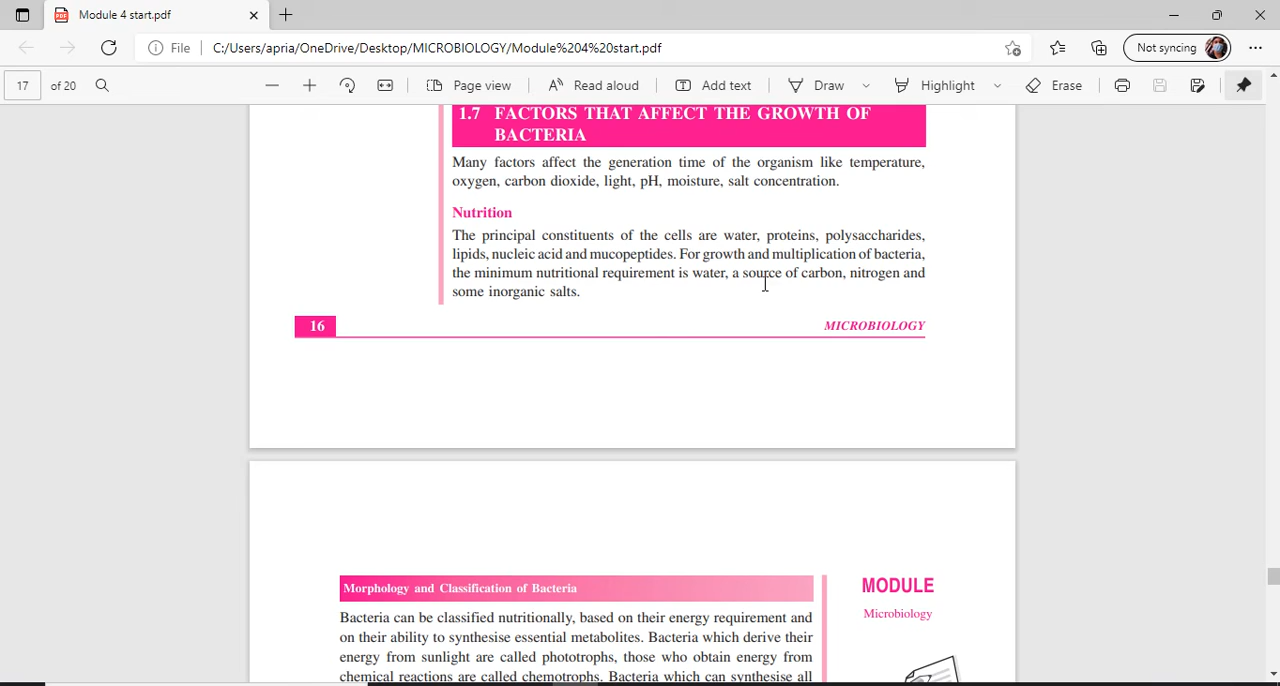 Module 4 start.pdf
File
C:/Users/apria/OneDrive/Desktop/MICROBIOLOGY/Module%204%20start.pdf
Not syncing
17 of 20
Page view
Read aloud
Add text
Draw
Highlight
Erase
1.7 FACTORS THAT AFFECT THE GROWTH OF
BACTERIA
Many factors affect the generation time of the organism like temperature,
oxygen, carbon dioxide, light, pH, moisture, salt concentration.
Nutrition
The principal constituents of the cells are water, proteins, polysaccharides,
lipids, nucleic acid and mucopeptides. For growth and multiplication of bacteria,
the minimum nutritional requirement is water, a source of carbon, nitrogen and
some inorganic salts.
16
MICROBIOLOGY
Morphology and Classification of Bacteria
MODULE
Microbiology
Bacteria can be classified nutritionally, based on their energy requirement and
on their ability to synthesise essential metabolites. Bacteria which derive their
energy from sunlight are called phototrophs, those who obtain energy from
chemical reactions are called chemotrophs. Bacteria which can synthesise all